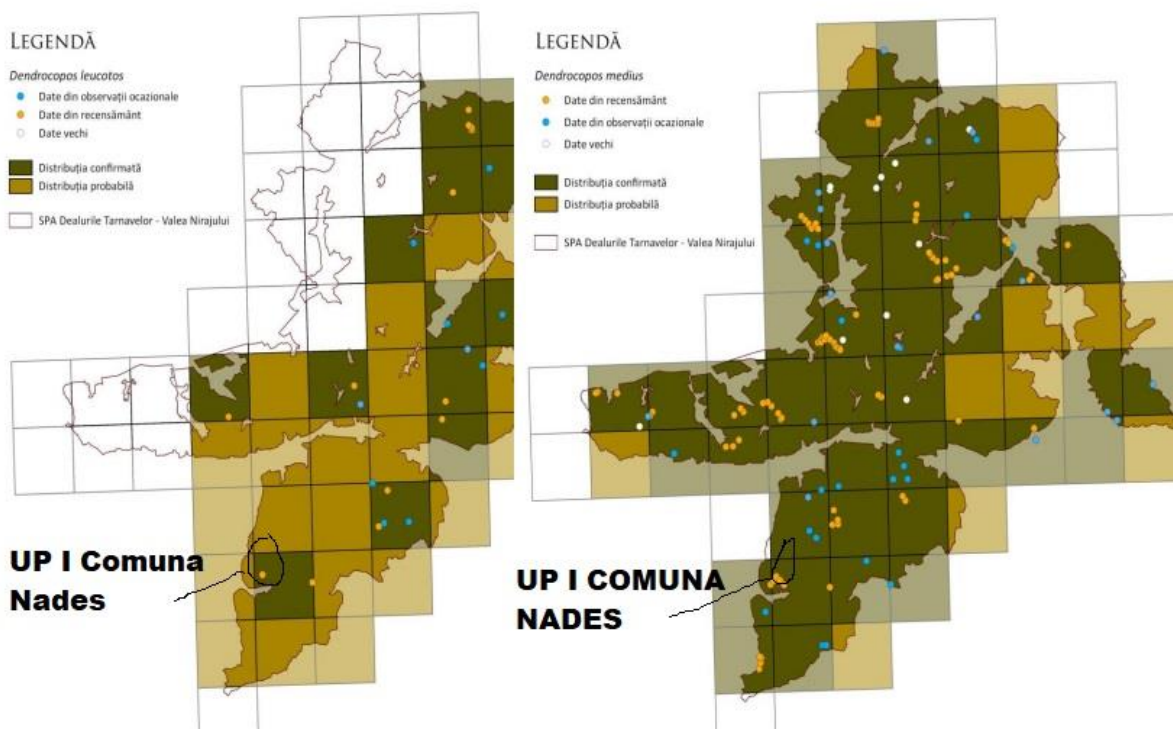 LEGENDĂ
Dendrocopos leucotos
Date din observații ocazionale
Date din recensământ
Date vechi
Distribuția confirmată
Distribuția probabilă
SPA Dealurile Tarnavelor - Valea Nirajului
UP I Comuna
Nades
LEGENDĂ
Dendrocopos medius
Date din recensământ
Date din observații ocazionale
Date vechi
Distribuția confirmată
Distribuția probabilă
SPA Dealurile Tarnavelor - Valea Nirajului
UP I COMUNA
NADES